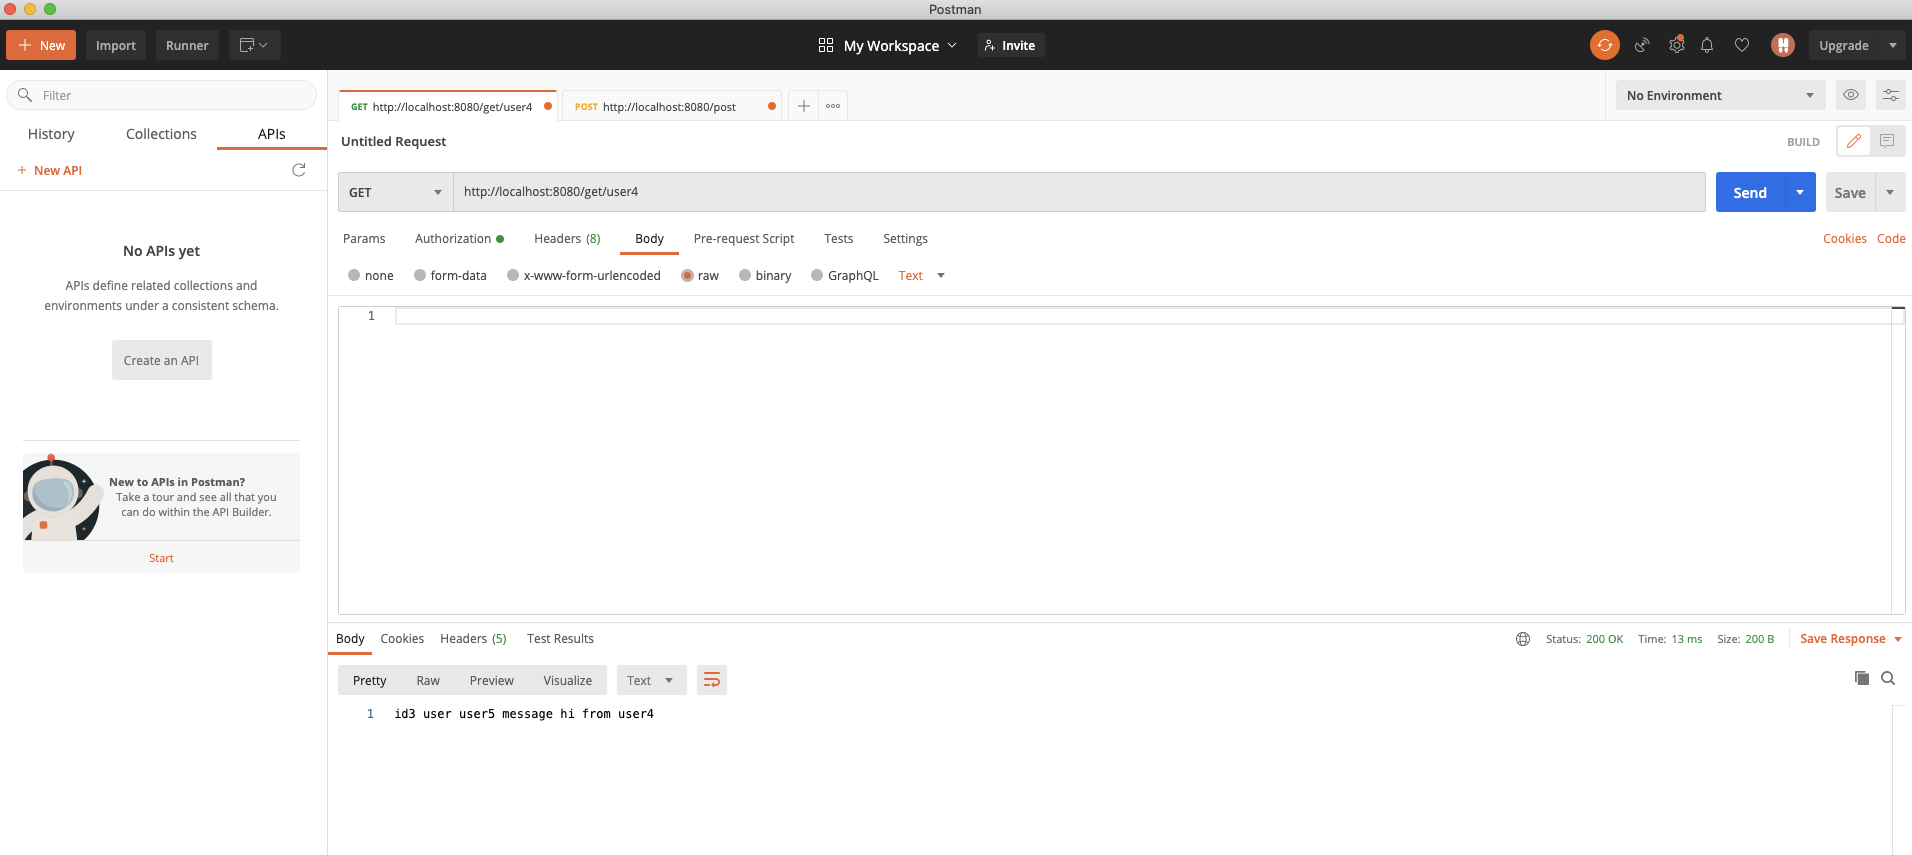 Postman
New
Import
Runner
My Workspace
Invite
Upgrade
Filter
History
Collections
APIs
+ New API
No APIs yet
APIs define related collections and
environments under a consistent schema.
Create an API
New to APIs in Postman?
Take a tour and see all that you
can do within the API Builder.
Start
GET http://localhost:8080/get/user4
POST http://localhost:8080/post
No Environment
Untitled Request
BUILD
GET
http://localhost:8080/get/user4
Send
Save
Params
Authorization
Headers (8)
Body
Pre-request Script
Tests
Settings
Cookies
Code
none
form-data
x-www-form-urlencoded
raw
binary
GraphQL
Text
1
Body
Cookies
Headers (5)
Test Results
Status: 200 OK
Time: 13 ms
Size: 200 B
Save Response
Pretty
Raw
Preview
Visualize
Text
1 id3 user user5 message hi from user4